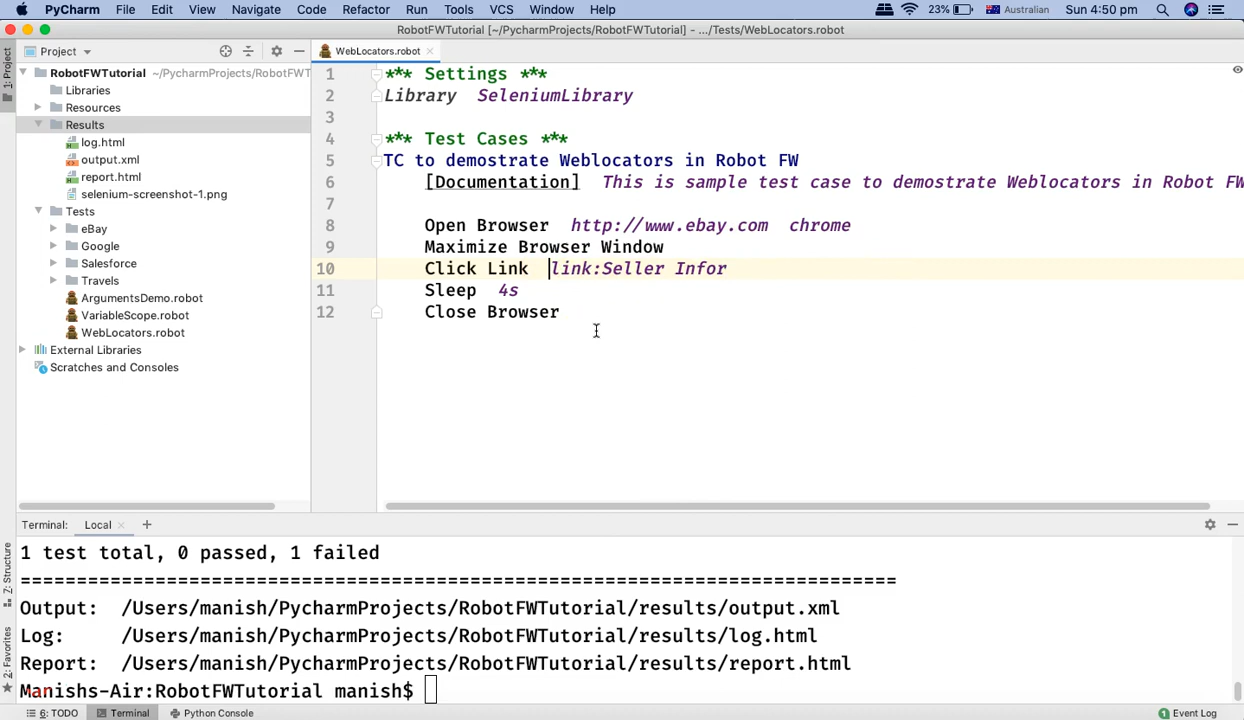 PyCharm File Edit View Navigate Code Refactor Run Tools VCS Window Help 23% Australian Sun 4:50 pm
RobotFWTutorial [~/PycharmProjects/RobotFWTutorial] - .../Tests/WebLocators.robot
Project
WebLocators.robot
1: Project
RobotFWTutorial ~/PycharmProjects/RobotFWT
Libraries
Resources
Results
log.html
output.xml
report.html
selenium-screenshot-1.png
Tests
eBay
Google
Salesforce
Travels
ArgumentsDemo.robot
VariableScope.robot
WebLocators.robot
External Libraries
Scratches and Consoles
1 *** Settings ***
2 Library SeleniumLibrary
3
4 *** Test Cases ***
5 TC to demostrate Weblocators in Robot FW
6 [Documentation] This is sample test case to demostrate Weblocators in Robot FW
7
8 Open Browser http://www.ebay.com chrome
9 Maximize Browser Window
10 Click Link link:Seller Infor
11 Sleep 4s
12 Close Browser
Terminal: Local
7: Structure
2: Favorites
1 test total, 0 passed, 1 failed
==============================================================================
Output: /Users/manish/PycharmProjects/RobotFWTutorial/results/output.xml
Log: /Users/manish/PycharmProjects/RobotFWTutorial/results/log.html
Report: /Users/manish/PycharmProjects/RobotFWTutorial/results/report.html
Manishs-Air:RobotFWTutorial manish$
6: TODO Terminal Python Console 1 Event Log